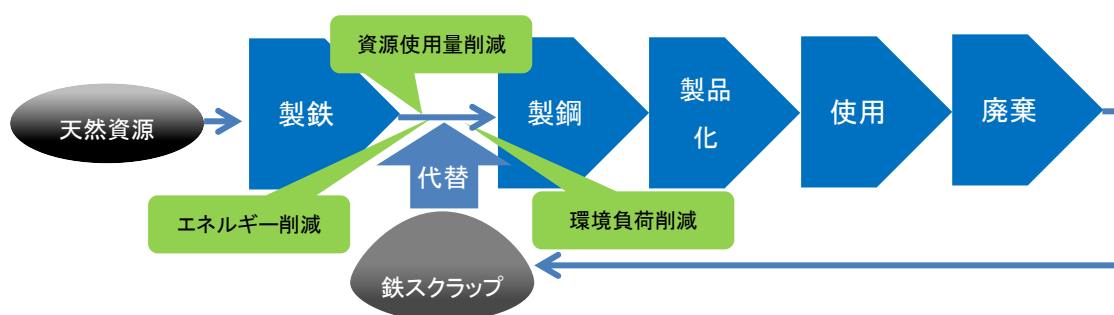 資源使用量削減
天然資源
製鉄
製鋼
製品
化
使用
廃棄
代替
エネルギー削減
環境負荷削減
鉄スクラップ